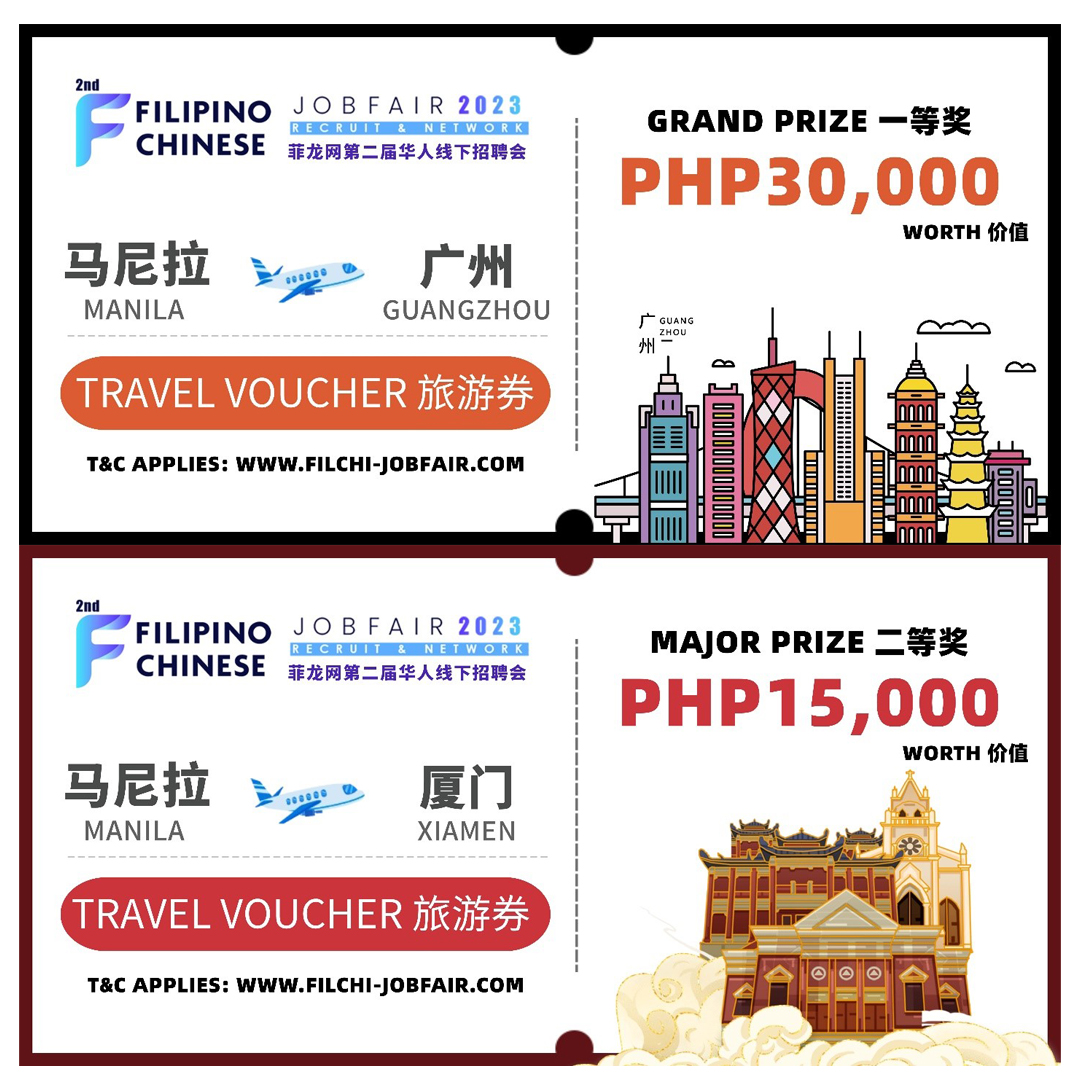 2nd
FILIPINO
CHINESE
JOBFAIR 2023
RECRUIT & NETWORK
菲龙网第二届华人线下招聘会
马尼拉
MANILA
广州
GUANGZHOU
TRAVEL VOUCHER 旅游券
T&C APPLIES: WWW.FILCHI-JOBFAIR.COM
GRAND PRIZE 一等奖
PHP30,000
WORTH 价值
广州
GUANG
ZHOU
2nd
FILIPINO
CHINESE
JOBFAIR 2023
RECRUIT & NETWORK
菲龙网第二届华人线下招聘会
马尼拉
MANILA
厦门
XIAMEN
TRAVEL VOUCHER 旅游券
T&C APPLIES: WWW.FILCHI-JOBFAIR.COM
MAJOR PRIZE 二等奖
PHP15,000
WORTH 价值